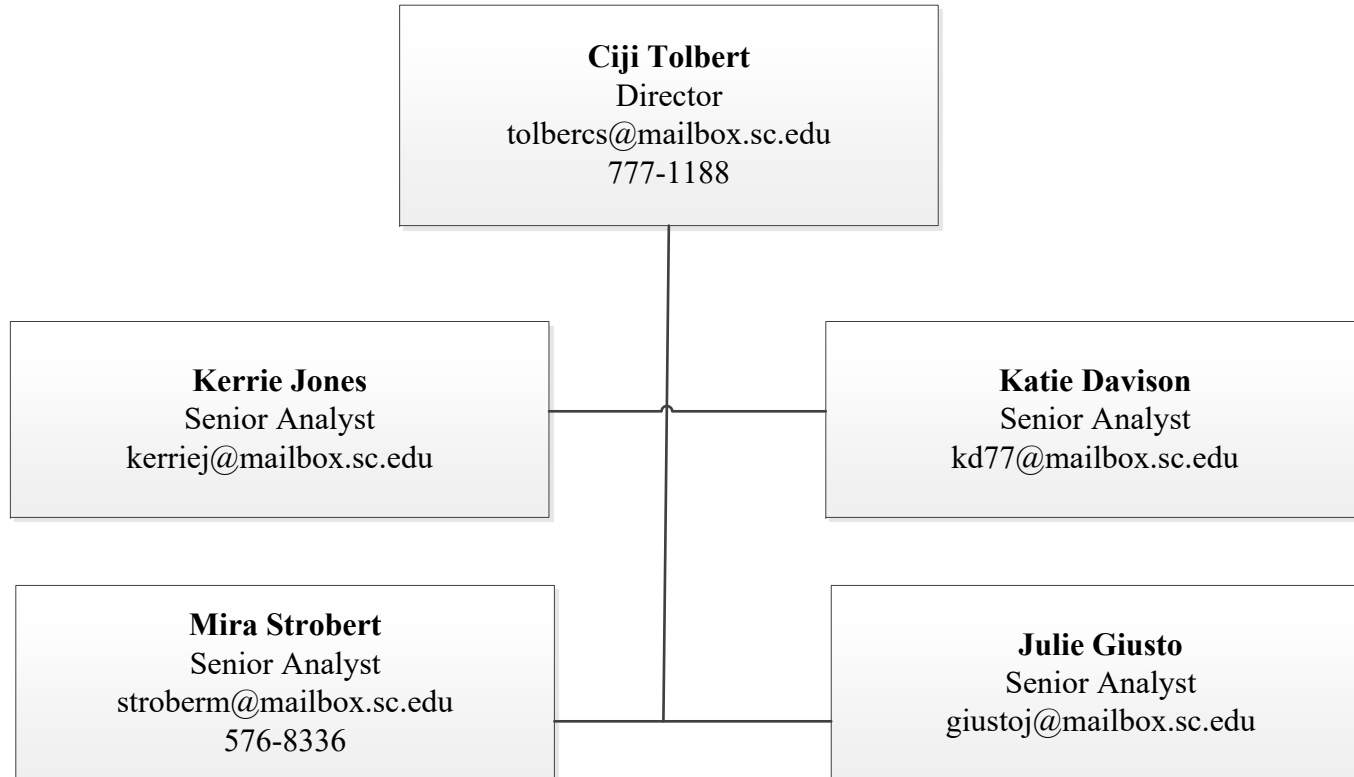 Ciji Tolbert
Director
tolbercs@mailbox.sc.edu
777-1188
Kerrie Jones
Senior Analyst
kerriej@mailbox.sc.edu
Katie Davison
Senior Analyst
kd77@mailbox.sc.edu
Mira Strobert
Senior Analyst
stroberm@mailbox.sc.edu
576-8336
Julie Giusto
Senior Analyst
giustoj@mailbox.sc.edu